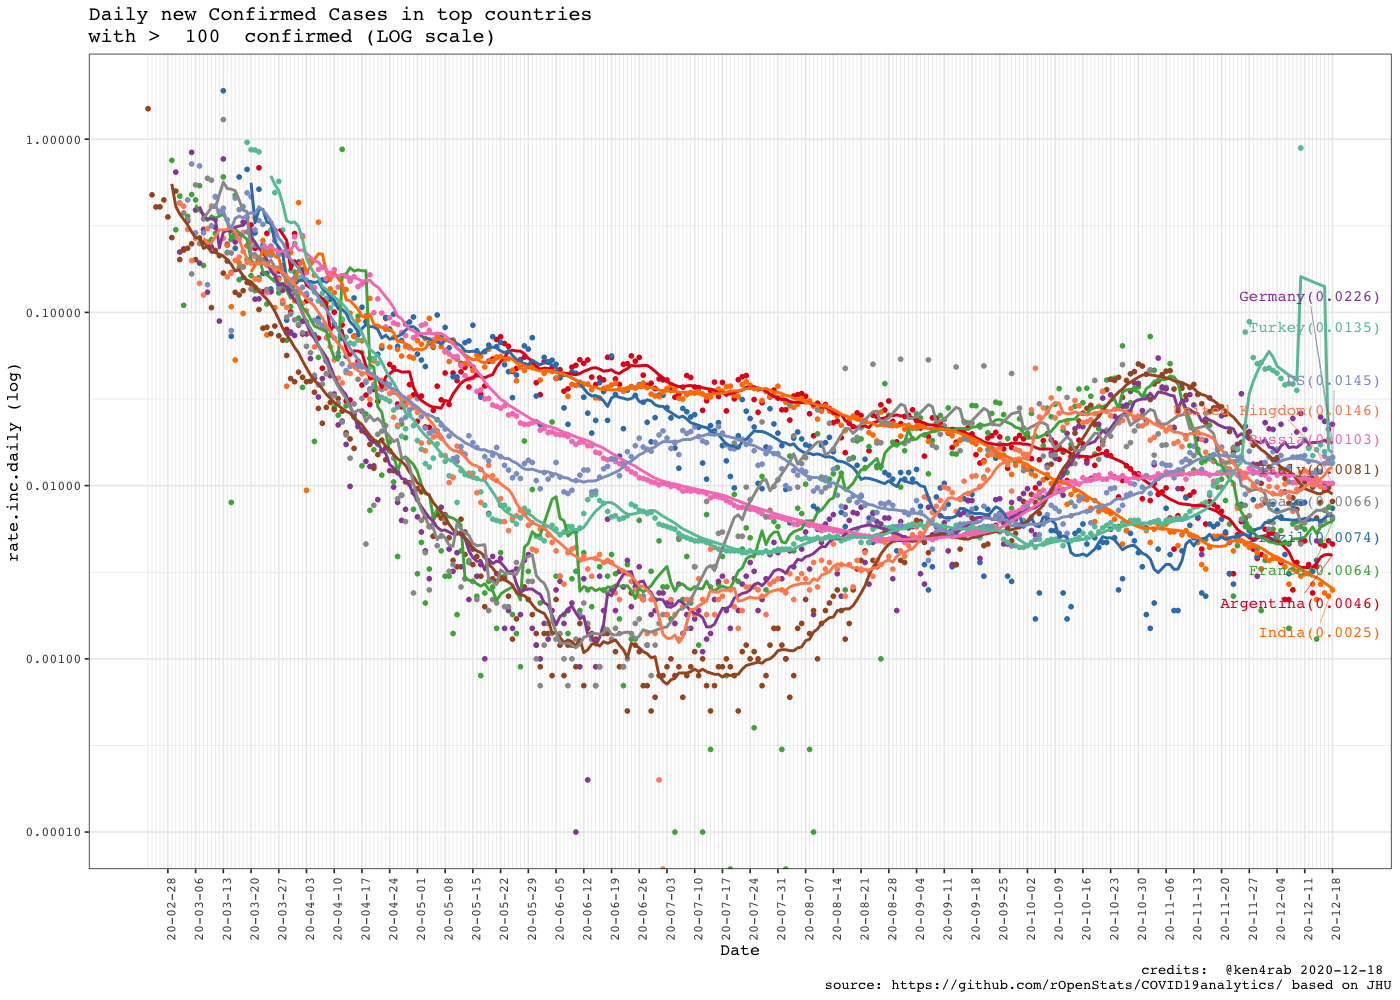 Daily new Confirmed Cases in top countries
with >  100  confirmed (LOG scale)
rate.inc.daily (log)
1.00000
0.10000
0.01000
0.00100
0.00010
Germany(0.0226)
Turkey(0.0135)
US(0.0145)
United Kingdom(0.0146)
Russia(0.0103)
Italy(0.0081)
Spain(0.0066)
Brazil(0.0074)
France(0.0064)
Argentina(0.0046)
India(0.0025)
20-02-28
20-03-06
20-03-13
20-03-20
20-03-27
20-04-03
20-04-10
20-04-17
20-04-24
20-05-01
20-05-08
20-05-15
20-05-22
20-05-29
20-06-05
20-06-12
20-06-19
20-06-26
20-07-03
20-07-10
20-07-17
20-07-24
20-07-31
20-08-07
20-08-14
20-08-21
20-08-28
20-09-04
20-09-11
20-09-18
20-09-25
20-10-02
20-10-09
20-10-16
20-10-23
20-10-30
20-11-06
20-11-13
20-11-20
20-11-27
20-12-04
20-12-11
20-12-18
Date
credits:  @ken4rab 2020-12-18
source: https://github.com/rOpenStats/COVID19analytics/ based on JHU